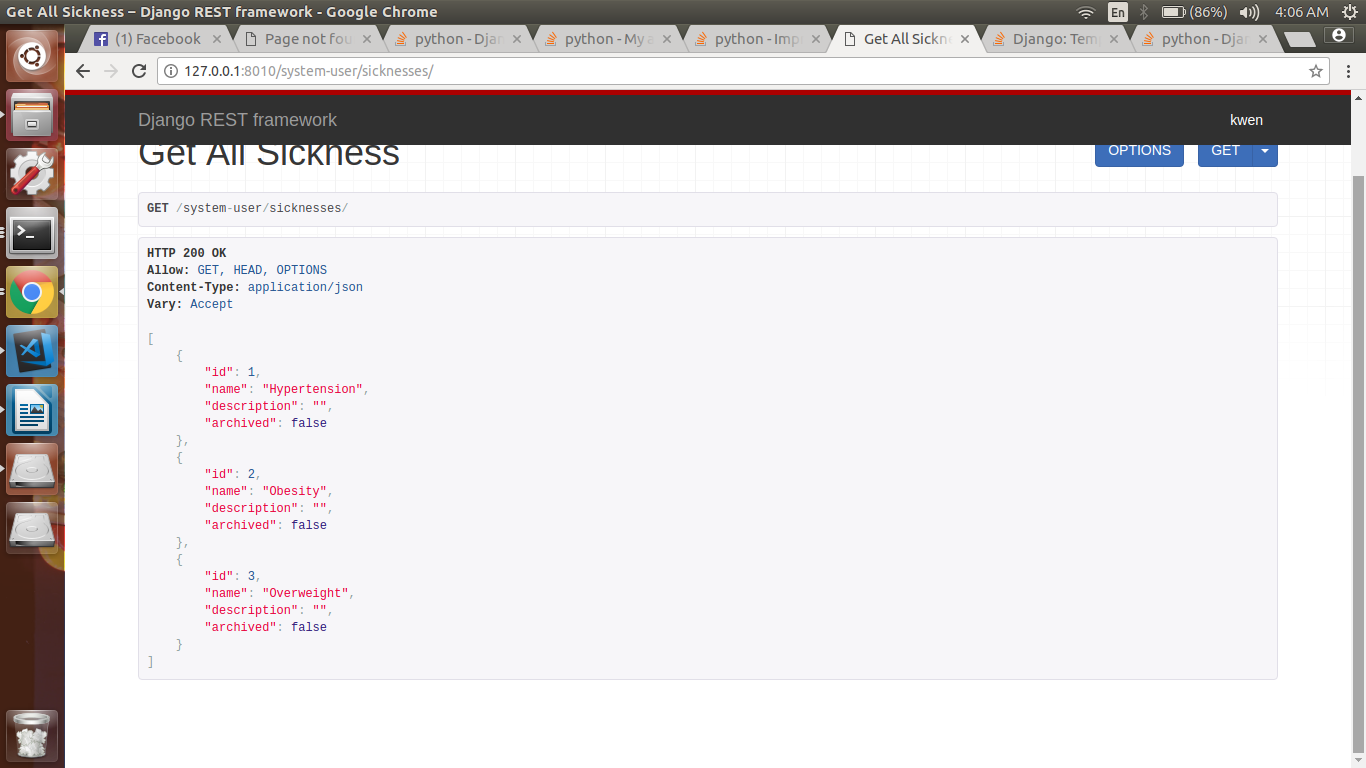 Get All Sickness – Django REST framework - Google Chrome
En
(86%)
4:06 AM
(1) Facebook
Page not fou
python - Djan
python - My a
python - Imp
Get All Sickne
Django: Temp
python - Djan
127.0.0.1:8010/system-user/sicknesses/
Django REST framework
kwen
Get All Sickness
OPTIONS
GET
GET /system-user/sicknesses/
HTTP 200 OK
Allow: GET, HEAD, OPTIONS
Content-Type: application/json
Vary: Accept
[
{
"id": 1,
"name": "Hypertension",
"description": "",
"archived": false
},
{
"id": 2,
"name": "Obesity",
"description": "",
"archived": false
},
{
"id": 3,
"name": "Overweight",
"description": "",
"archived": false
}
]